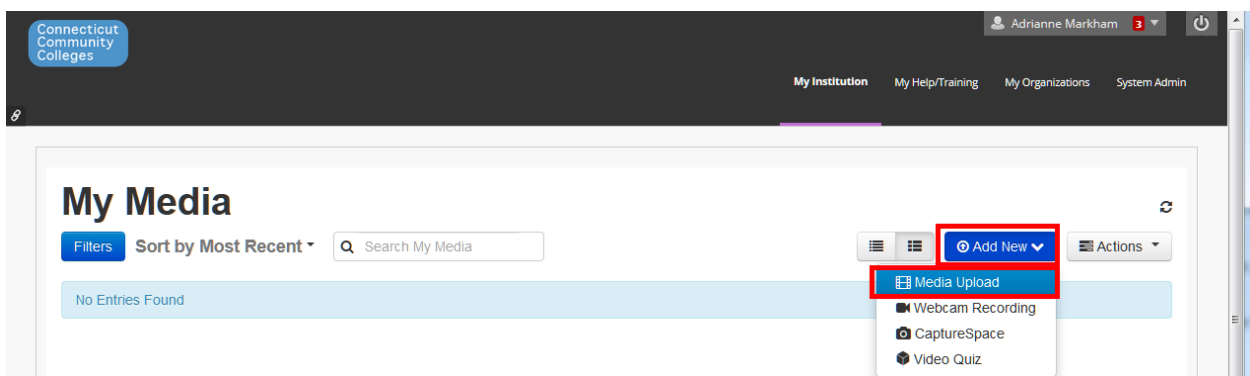 Connecticut
Community
Colleges
Adrianne Markham 3
My Institution My Help/Training My Organizations System Admin
My Media
Filters Sort by Most Recent Search My Media Add New Actions
No Entries Found
Media Upload
Webcam Recording
CaptureSpace
Video Quiz